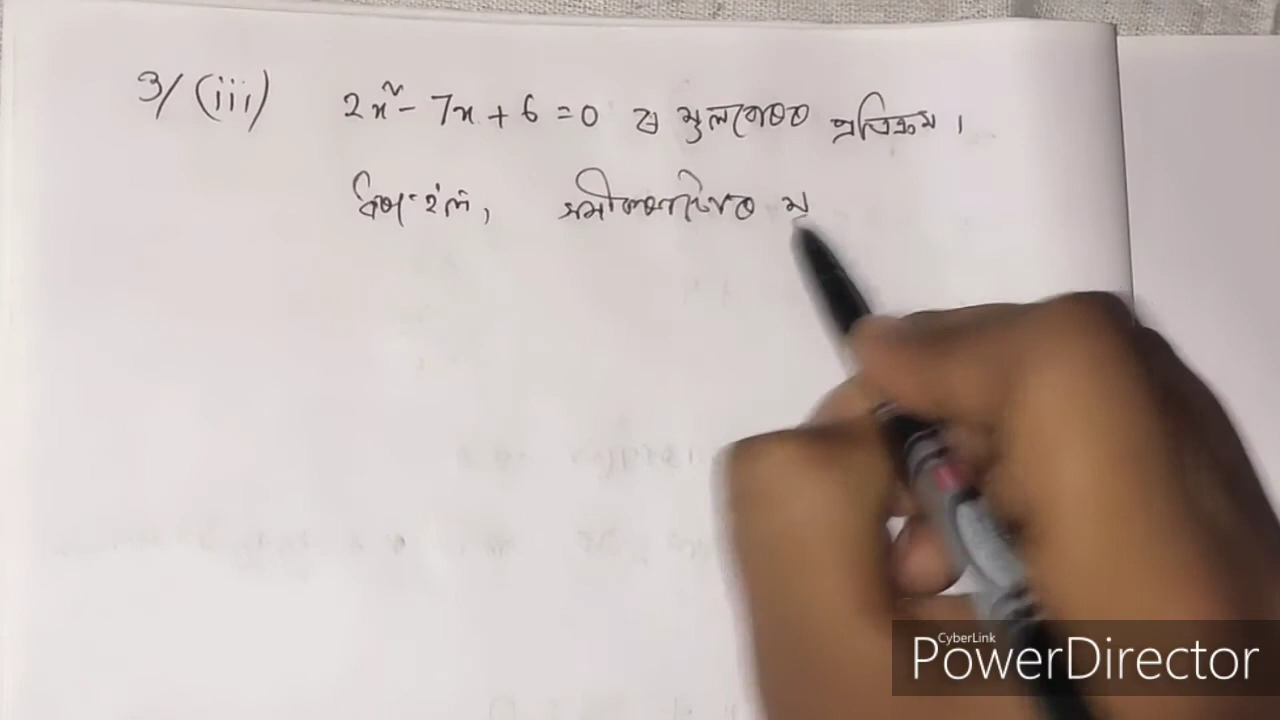 3/ (iii) 2x² - 7x + 6 = 0 ৰ মূলবোৰৰ প্ৰতিক্ৰম ।
দিয়া হ'ল, সমীকৰণটোৰ মূ
CyberLink
PowerDirector